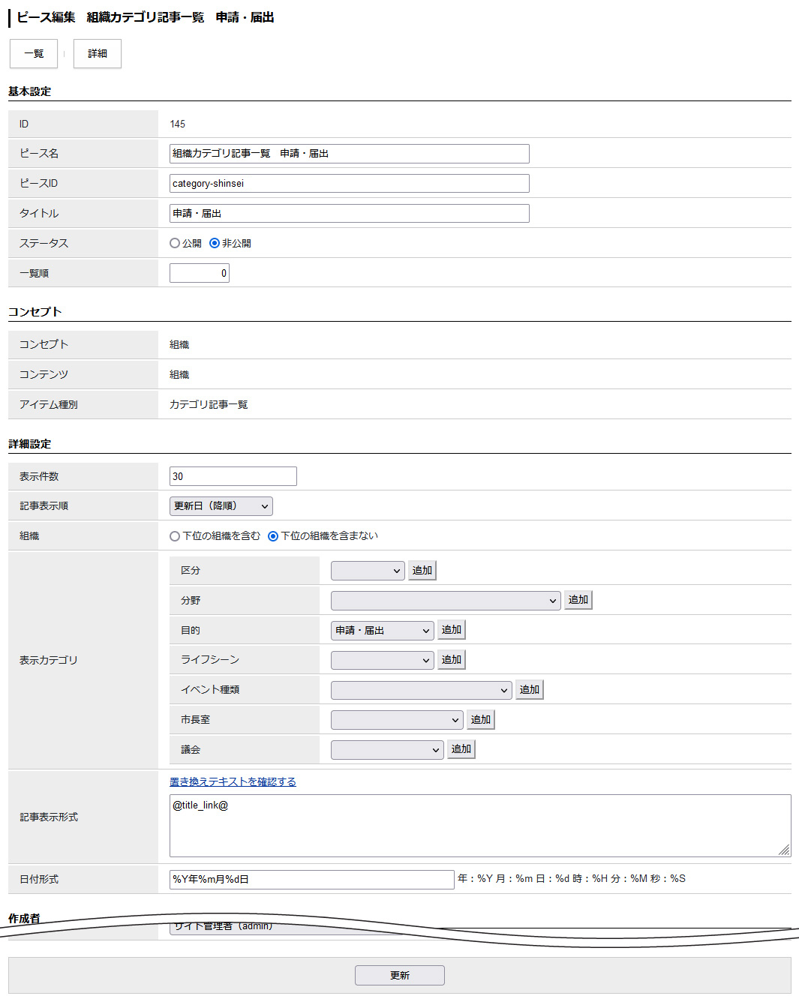 ピース編集　組織カテゴリ記事一覧　申請・届出
一覧 詳細
基本設定
ID 145
ピース名 組織カテゴリ記事一覧　申請・届出
ピースID category-shinsei
タイトル 申請・届出
ステータス 公開 非公開
一覧順 0
コンセプト
コンセプト 組織
コンテンツ 組織
アイテム種別 カテゴリ記事一覧
詳細設定
表示件数 30
記事表示順 更新日（降順）
組織 下位の組織を含む 下位の組織を含まない
表示カテゴリ
区分 追加
分野 追加
目的 申請・届出 追加
ライフシーン 追加
イベント種類 追加
市長室 追加
議会 追加
置き換えテキストを確認する
記事表示形式 @title_link@
日付形式 %Y年%m月%d日 年：%Y 月：%m 日：%d 時：%H 分：%M 秒：%S
作成者
サイト管理者（admin）
更新